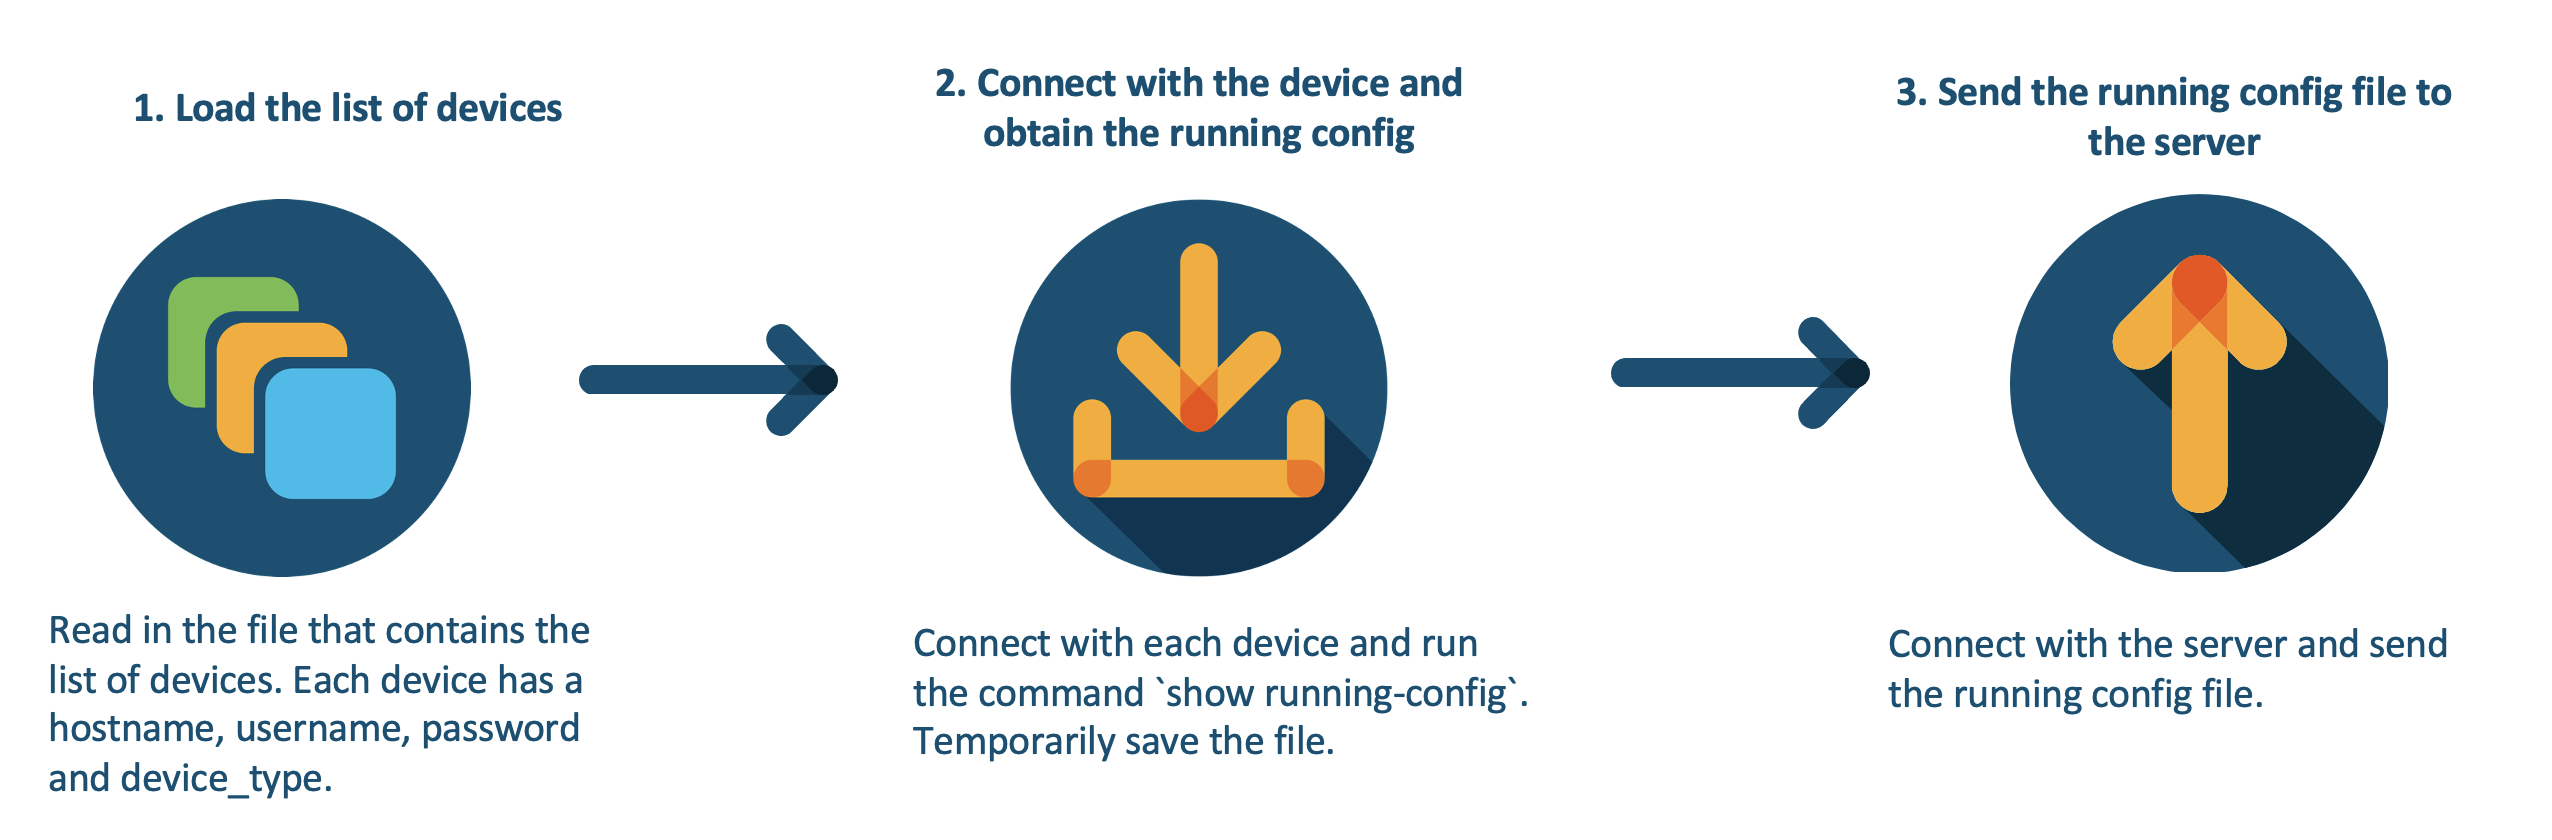 1. Load the list of devices
Read in the file that contains the
list of devices. Each device has a
hostname, username, password
and device_type.
2. Connect with the device and
obtain the running config
Connect with each device and run
the command `show running-config`.
Temporarily save the file.
3. Send the running config file to
the server
Connect with the server and send
the running config file.